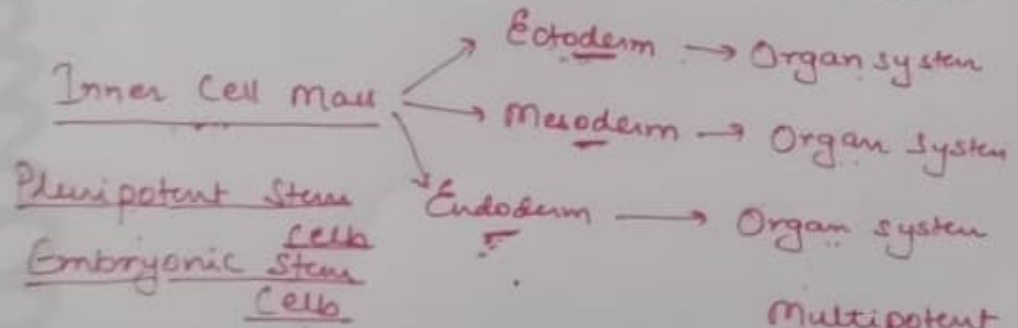 Ectoderm → Organ system
Inner Cell Mass
Mesoderm → Organ system
Pluripotent Stem
Cells
Endoderm → Organ system
Embryonic Stem
Cells
Multipotent